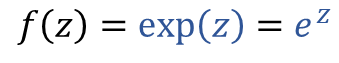 f(z) = exp(z) = e^z